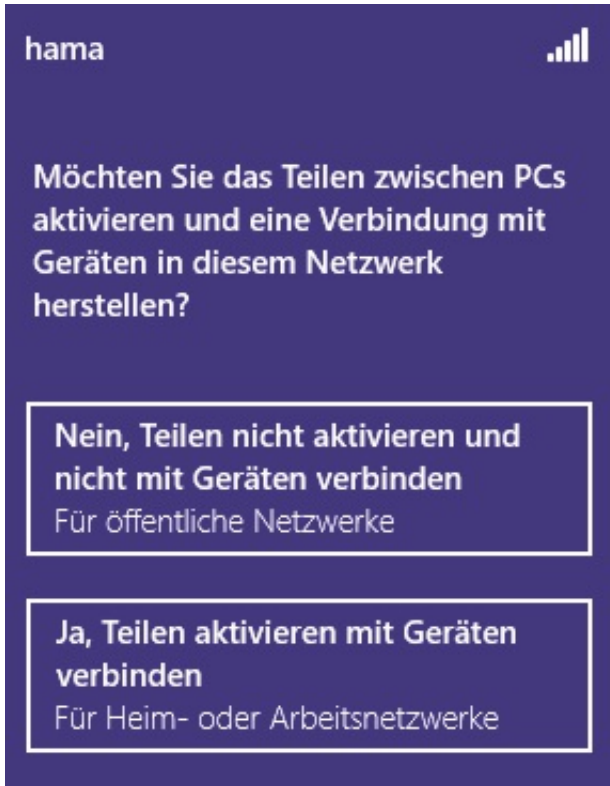 hama
Möchten Sie das Teilen zwischen PCs
aktivieren und eine Verbindung mit
Geräten in diesem Netzwerk
herstellen?
Nein, Teilen nicht aktivieren und
nicht mit Geräten verbinden
Für öffentliche Netzwerke
Ja, Teilen aktivieren mit Geräten
verbinden
Für Heim- oder Arbeitsnetzwerke